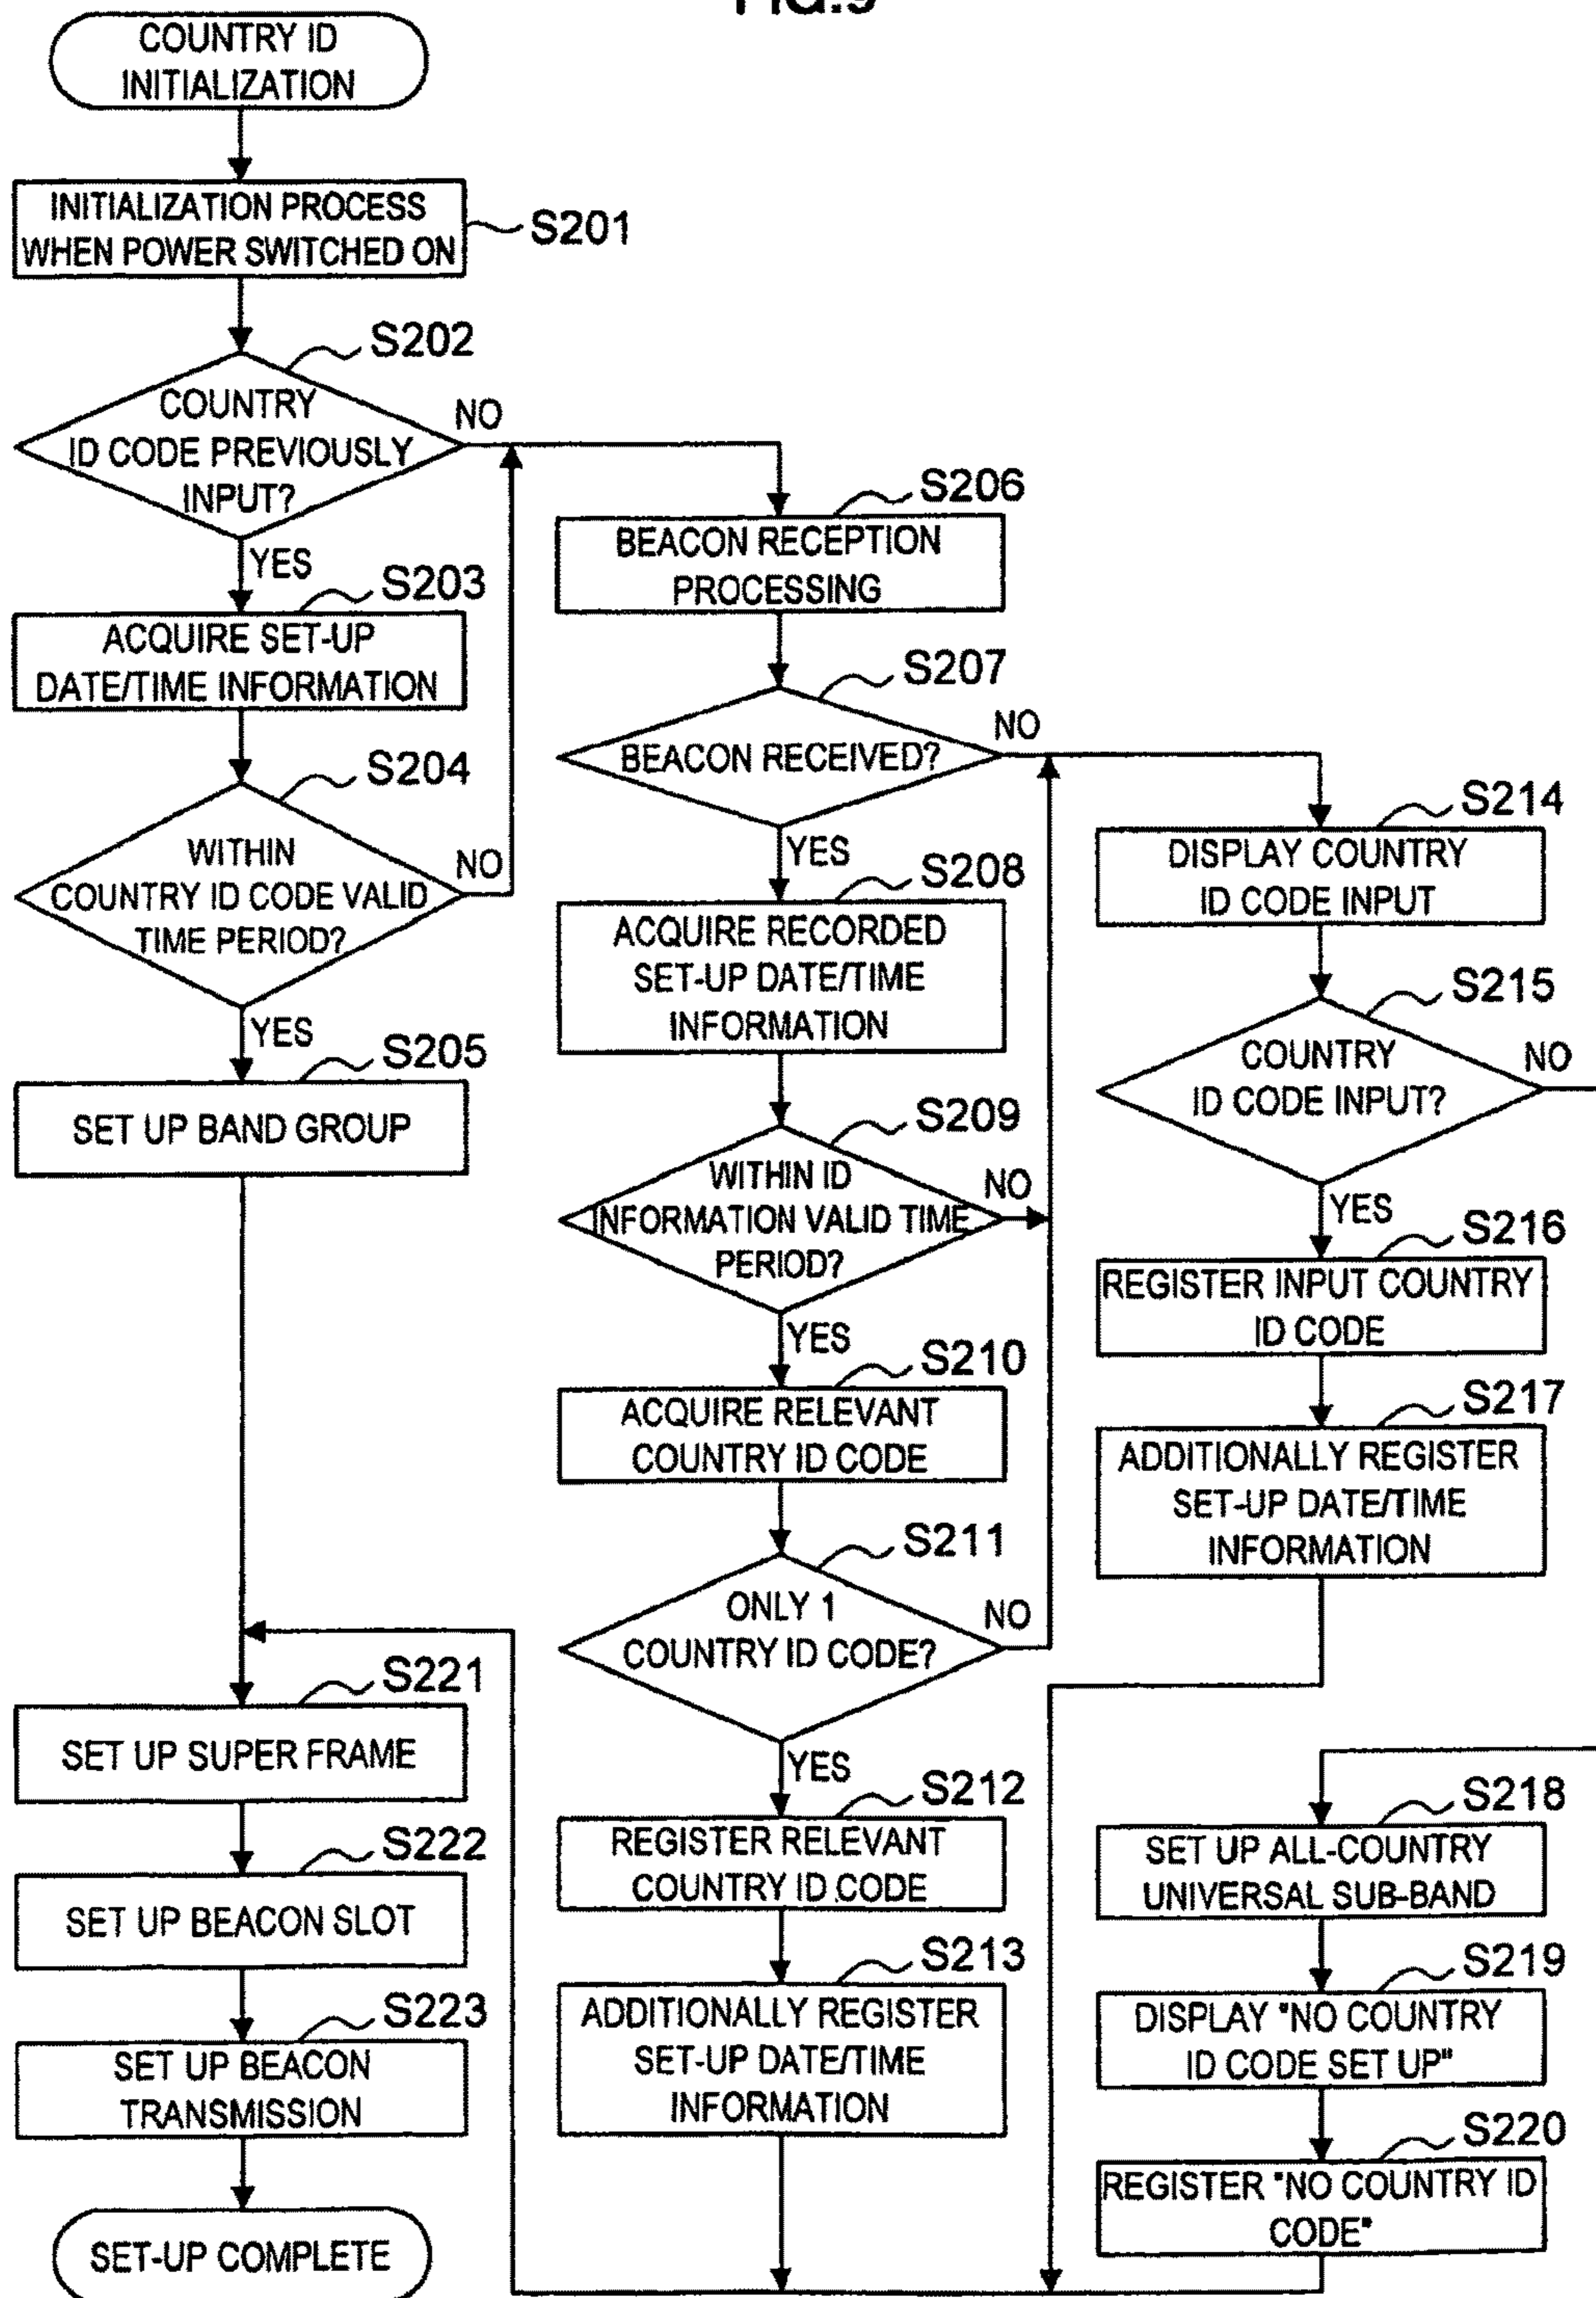 FIG.9
COUNTRY ID
INITIALIZATION
INITIALIZATION PROCESS
WHEN POWER SWITCHED ON
S201
S202
COUNTRY
ID CODE PREVIOUSLY
INPUT?
NO
YES
S203
ACQUIRE SET-UP
DATE/TIME INFORMATION
S204
WITHIN
COUNTRY ID CODE VALID
TIME PERIOD?
NO
YES
S205
SET UP BAND GROUP
S221
SET UP SUPER FRAME
S222
SET UP BEACON SLOT
S223
SET UP BEACON
TRANSMISSION
SET-UP COMPLETE
S206
BEACON RECEPTION
PROCESSING
S207
BEACON RECEIVED?
NO
YES
S208
ACQUIRE RECORDED
SET-UP DATE/TIME
INFORMATION
S209
WITHIN ID
INFORMATION VALID TIME
PERIOD?
NO
YES
S210
ACQUIRE RELEVANT
COUNTRY ID CODE
S211
ONLY 1
COUNTRY ID CODE?
NO
YES
S212
REGISTER RELEVANT
COUNTRY ID CODE
S213
ADDITIONALLY REGISTER
SET-UP DATE/TIME
INFORMATION
S214
DISPLAY COUNTRY
ID CODE INPUT
S215
COUNTRY
ID CODE INPUT?
NO
YES
S216
REGISTER INPUT COUNTRY
ID CODE
S217
ADDITIONALLY REGISTER
SET-UP DATE/TIME
INFORMATION
S218
SET UP ALL-COUNTRY
UNIVERSAL SUB-BAND
S219
DISPLAY "NO COUNTRY
ID CODE SET UP"
S220
REGISTER "NO COUNTRY ID
CODE"